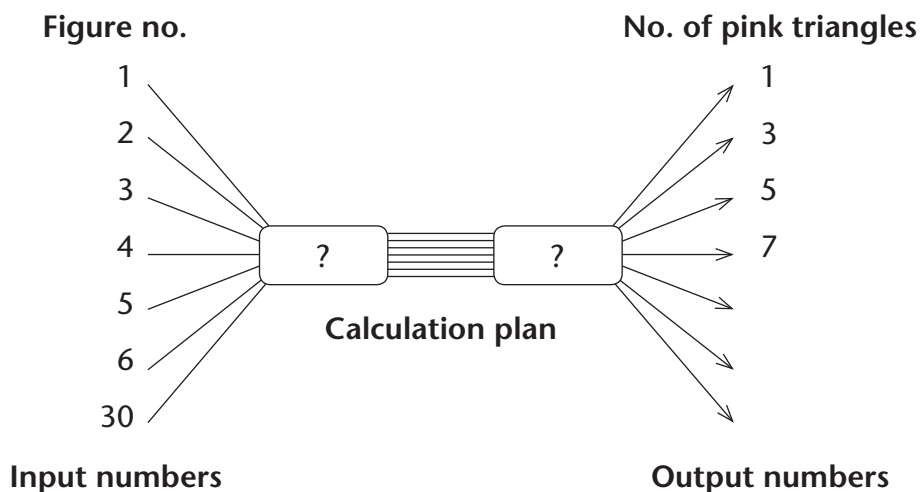 Figure no. No. of pink triangles
1 1
2 3
3 5
4 ? ? 7
5
Calculation plan
6
30
Input numbers Output numbers